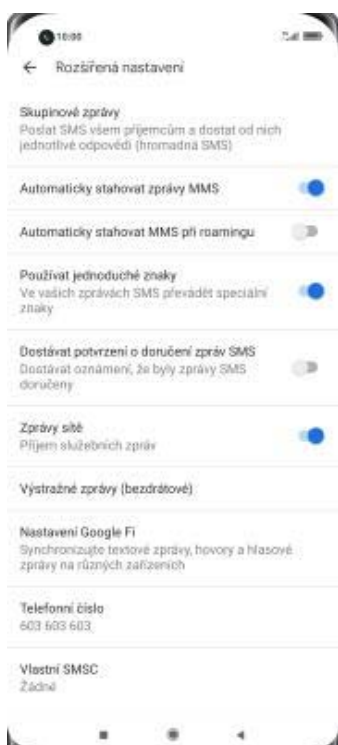 10:00
Rozšířená nastavení
Skupinové zprávy
Poslat SMS všem příjemcům a dostat od nich
jednotlivé odpovědi (hromadná SMS)
Automaticky stahovat zprávy MMS
Automaticky stahovat MMS při roamingu
Používat jednoduché znaky
Ve vašich zprávách SMS převádět speciální
znaky
Dostávat potvrzení o doručení zpráv SMS
Dostávat oznámení, že byly zprávy SMS
doručeny
Zprávy sítě
Příjem služebních zpráv
Výstražné zprávy (bezdrátové)
Nastavení Google Fi
Synchronizujte textové zprávy, hovory a hlasové
zprávy na různých zařízeních
Telefonní číslo
603 603 603
Vlastní SMSC
Žádné